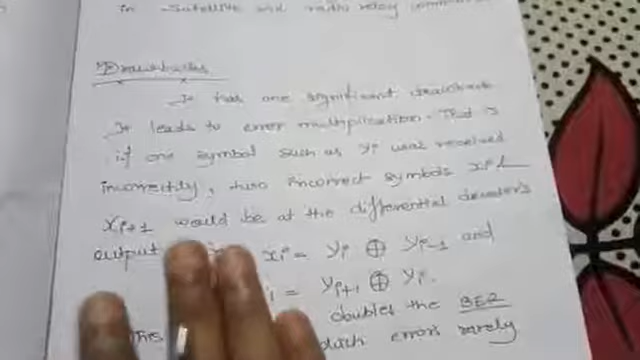 in satellite and radio relay
Drawbacks
It has one significant drawback
It leads to error multiplication. That is
if one symbol such as yi was received
incorrectly, two incorrect symbols xi &
xi+1 would be at the differential decoder's
output xi = yi ⊕ yi-1 and
= yi+1 ⊕ yi.
This doubles the BER
errors rarely